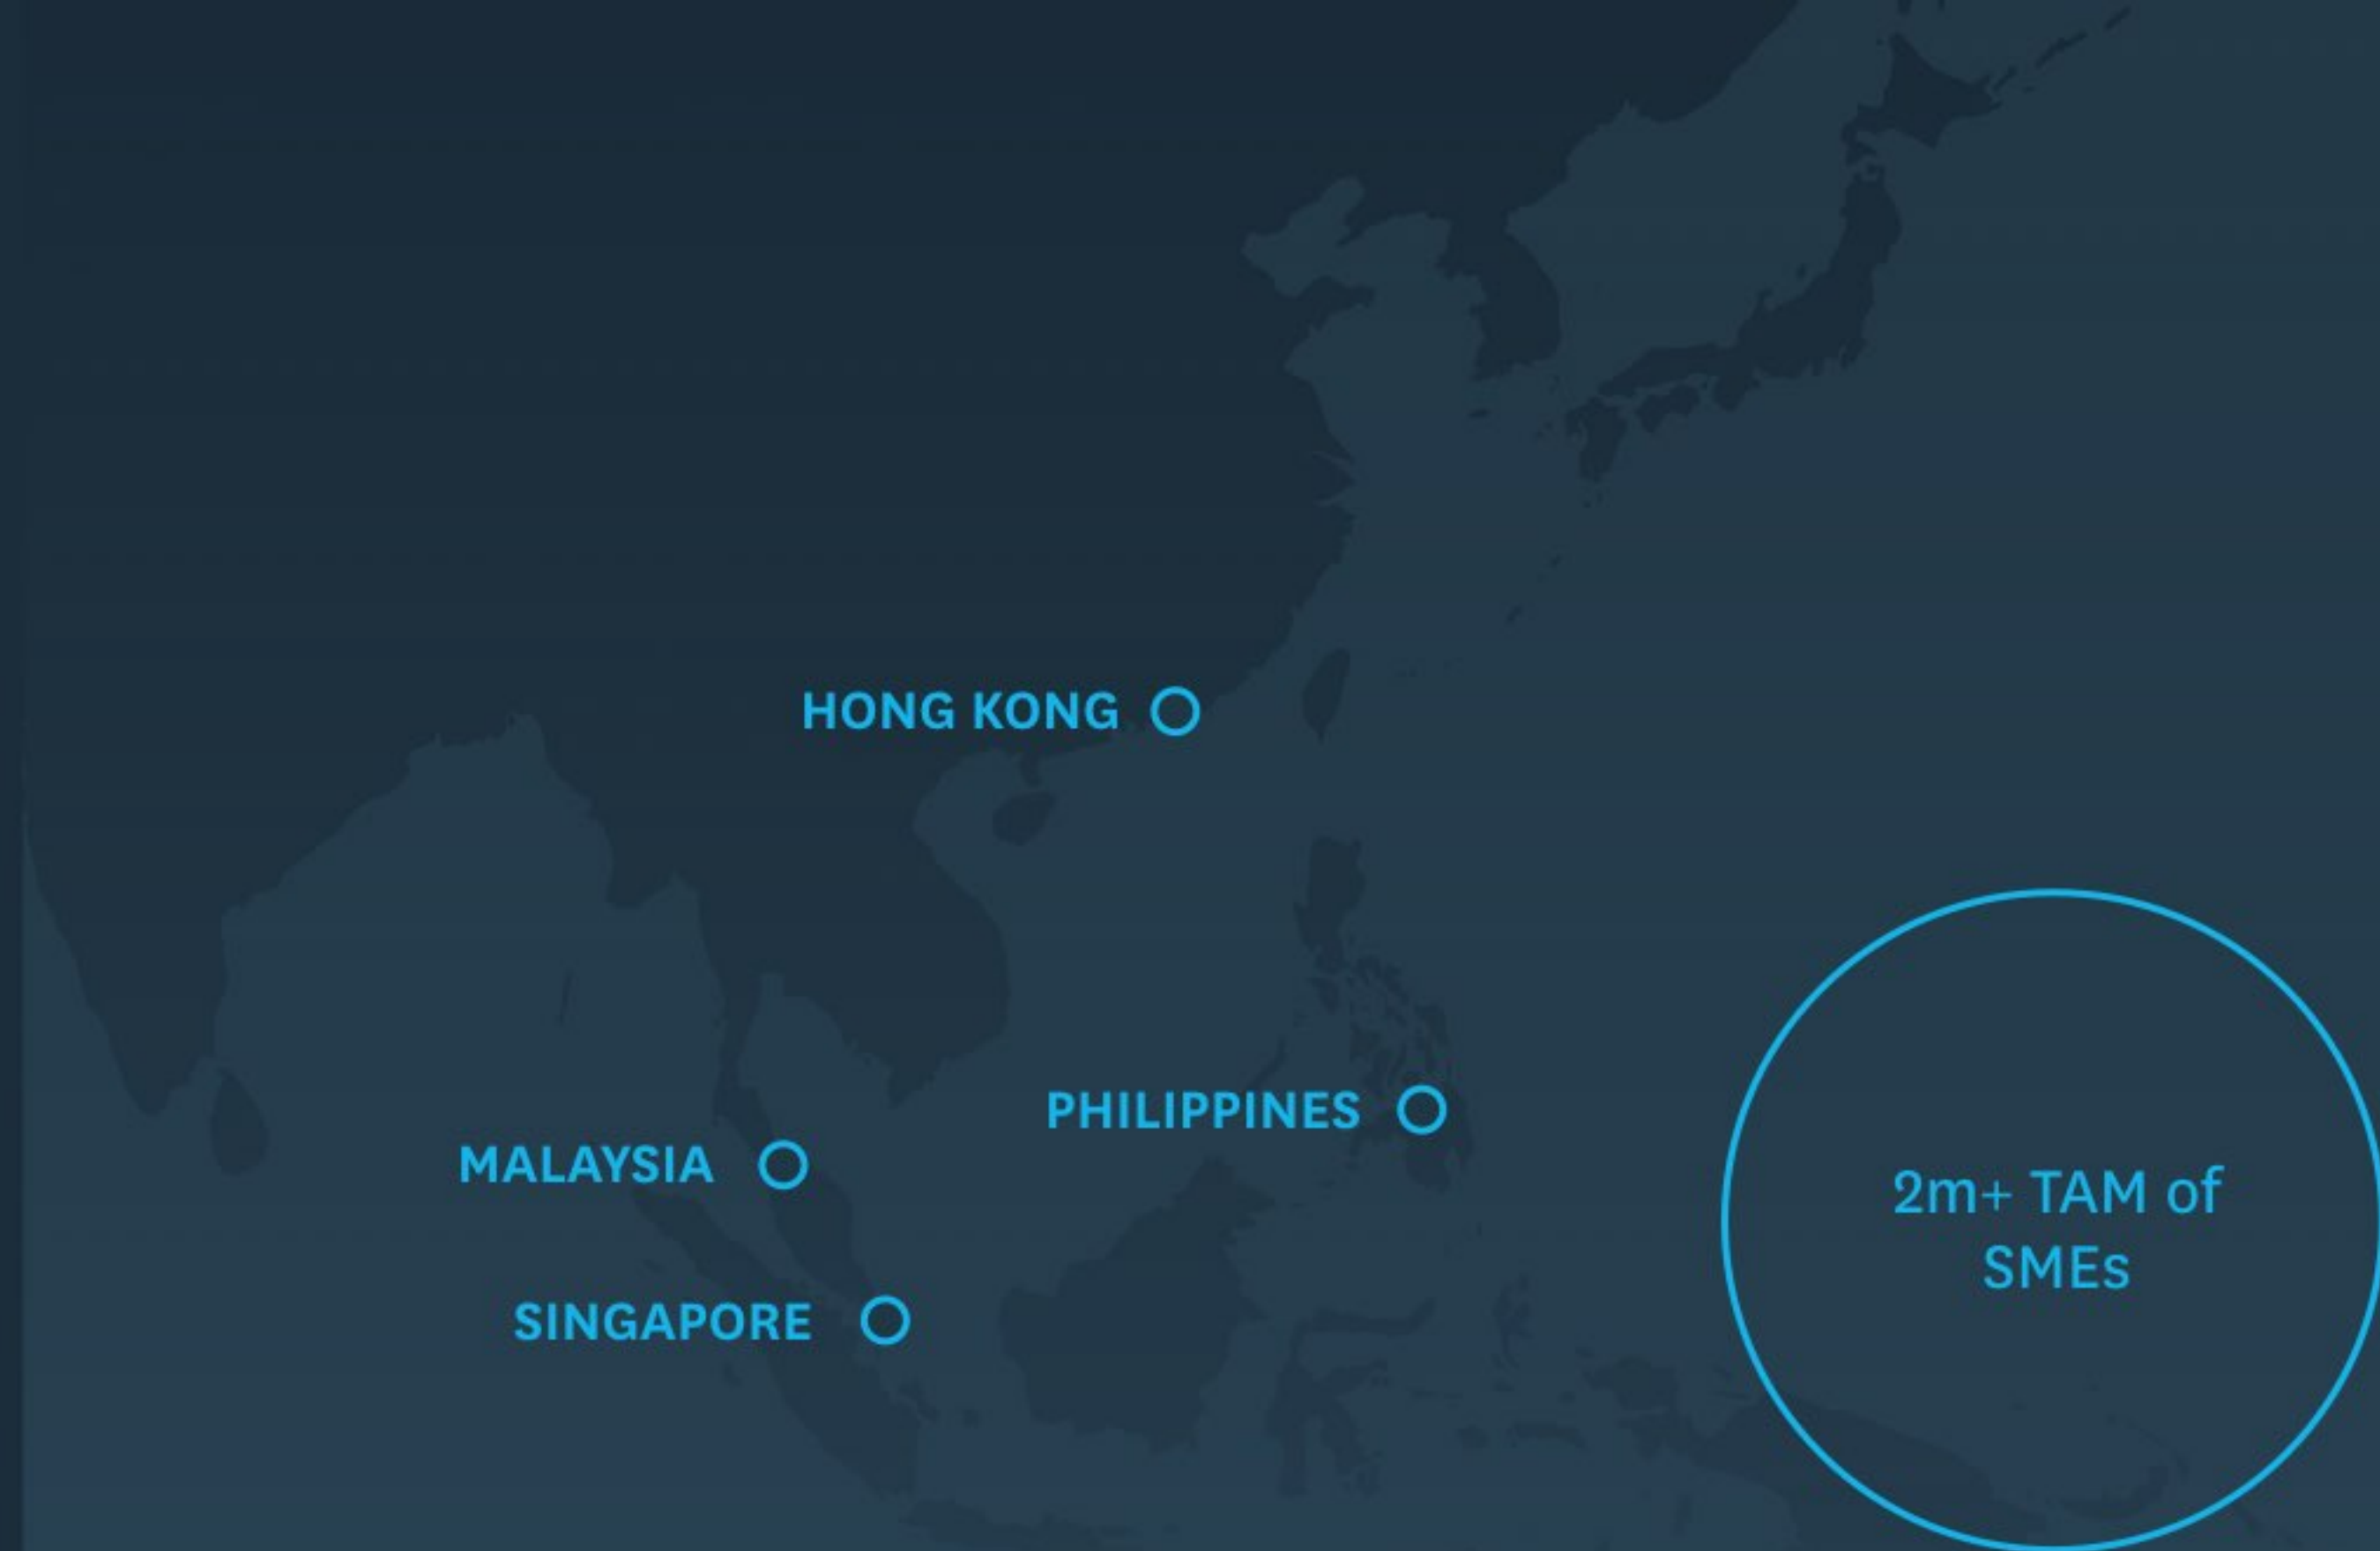 HONG KONG
PHILIPPINES
MALAYSIA
SINGAPORE
2m+ TAM of
SMEs